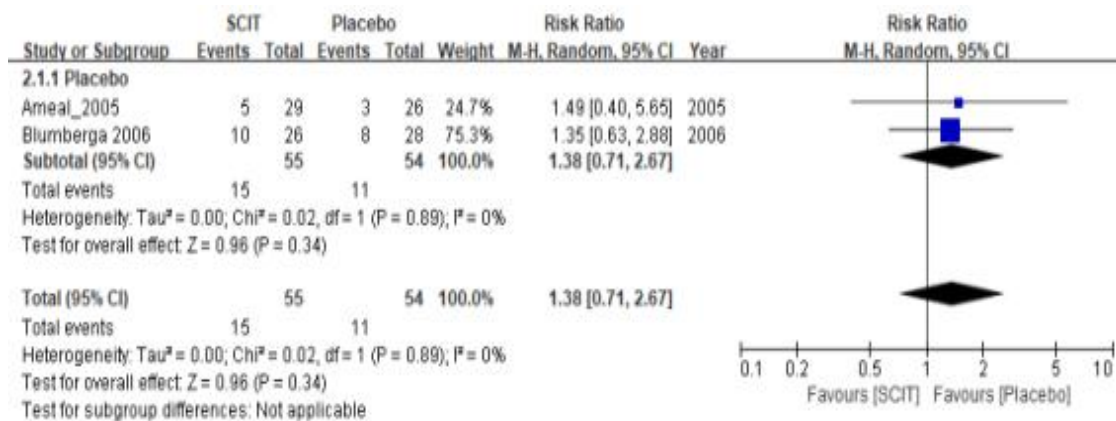 SCIT Placebo Risk Ratio Risk Ratio
Study or Subgroup Events Total Events Total Weight M-H, Random, 95% CI Year M-H, Random, 95% CI
2.1.1 Placebo
Ameal_2005 5 29 3 26 24.7% 1.49 [0.40, 5.65] 2005
Blumberga 2006 10 26 8 28 75.3% 1.35 [0.63, 2.88] 2006
Subtotal (95% CI) 55 54 100.0% 1.38 [0.71, 2.67]
Total events 15 11
Heterogeneity: Tau² = 0.00; Chi² = 0.02, df = 1 (P = 0.89); I² = 0%
Test for overall effect: Z = 0.96 (P = 0.34)
Total (95% CI) 55 54 100.0% 1.38 [0.71, 2.67]
Total events 15 11
Heterogeneity: Tau² = 0.00; Chi² = 0.02, df = 1 (P = 0.89); I² = 0%
Test for overall effect: Z = 0.96 (P = 0.34)
Test for subgroup differences: Not applicable
0.1 0.2 0.5 1 2 5 10
Favours [SCIT] Favours [Placebo]